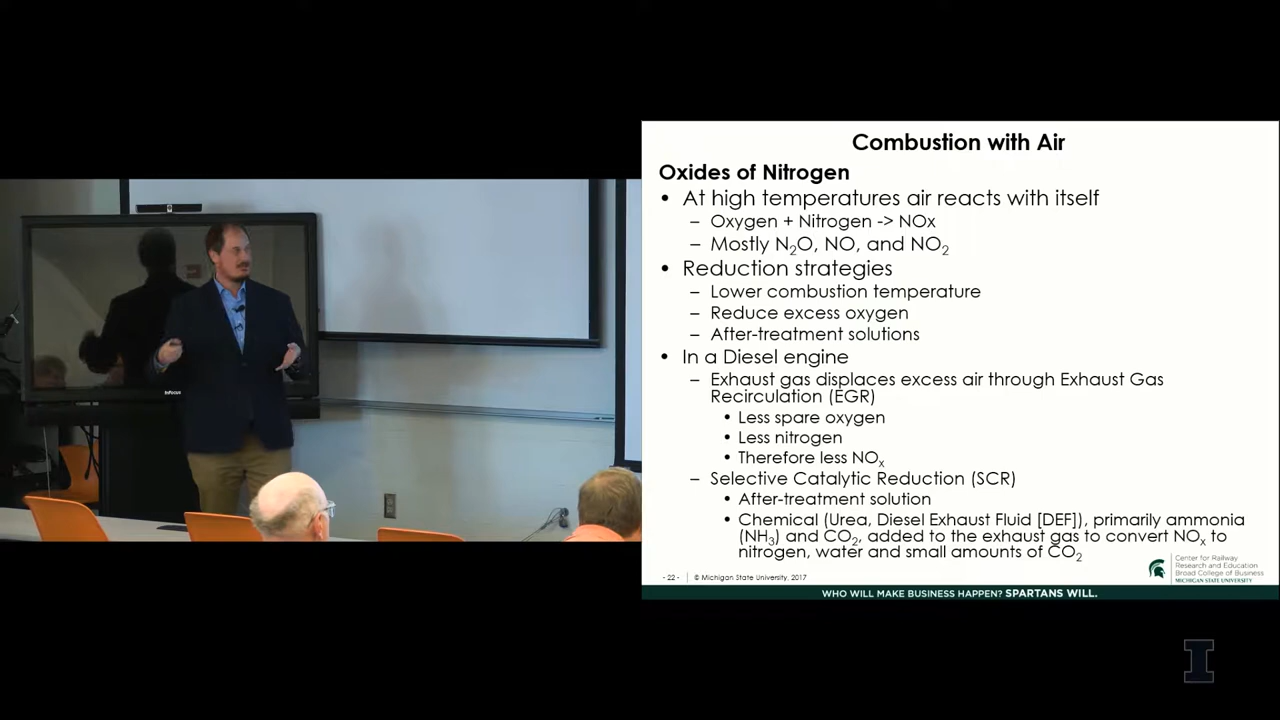 Combustion with Air
Oxides of Nitrogen
• At high temperatures air reacts with itself
– Oxygen + Nitrogen -> NOx
– Mostly N2O, NO, and NO2
• Reduction strategies
– Lower combustion temperature
– Reduce excess oxygen
– After-treatment solutions
• In a Diesel engine
– Exhaust gas displaces excess air through Exhaust Gas
Recirculation (EGR)
• Less spare oxygen
• Less nitrogen
• Therefore less NOx
– Selective Catalytic Reduction (SCR)
• After-treatment solution
• Chemical (Urea, Diesel Exhaust Fluid [DEF]), primarily ammonia
(NH3) and CO2, added to the exhaust gas to convert NOx to
nitrogen, water and small amounts of CO2
- 22 - © Michigan State University, 2017
Center for Railway
Research and Education
Broad College of Business
MICHIGAN STATE UNIVERSITY
WHO WILL MAKE BUSINESS HAPPEN? SPARTANS WILL.
InFocus
I